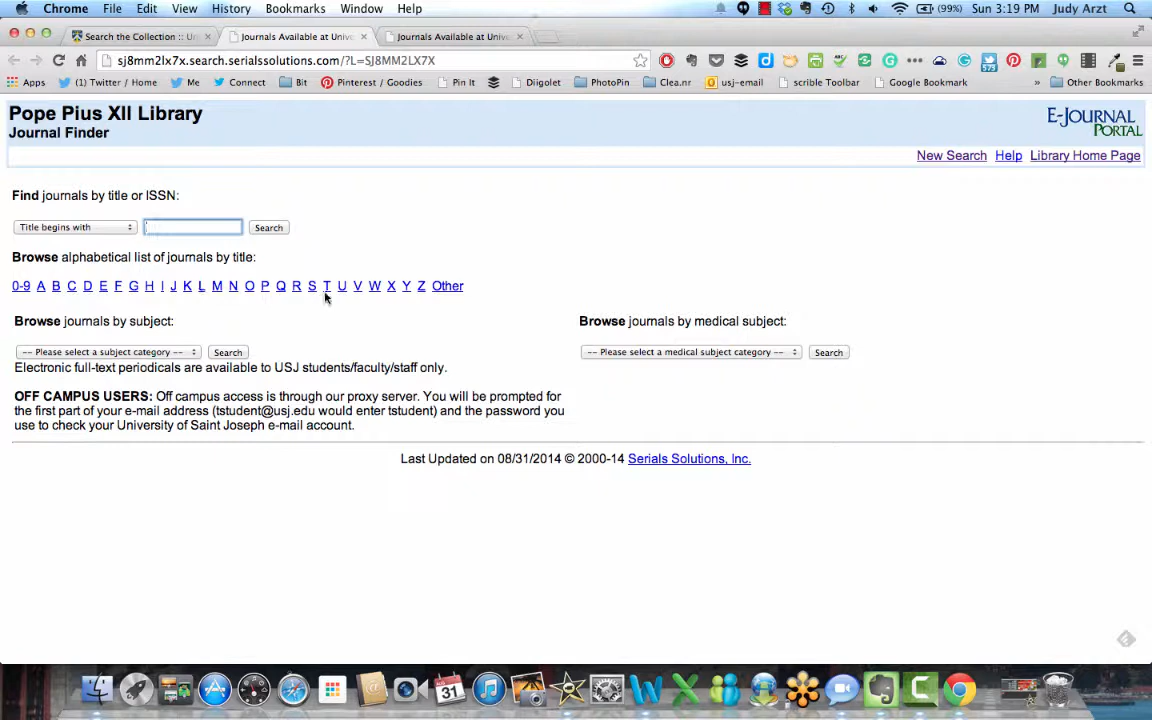 Chrome File Edit View History Bookmarks Window Help (99%) Sun 3:19 PM Judy Arzt
Search the Collection :: U Journals Available at Unive Journals Available at Unive
sj8mm2lx7x.search.serialssolutions.com/?L=SJ8MM2LX7X
Apps (1) Twitter / Home Me Connect Bit Pinterest / Goodies Pin It Diigolet PhotoPin Clea.nr usj-email scrible Toolbar Google Bookmark » Other Bookmarks
Pope Pius XII Library
Journal Finder
E-JOURNAL
PORTAL
New Search Help Library Home Page
Find journals by title or ISSN:
Title begins with Search
Browse alphabetical list of journals by title:
0-9 A B C D E F G H I J K L M N O P Q R S T U V W X Y Z Other
Browse journals by subject: Browse journals by medical subject:
-- Please select a subject category -- Search -- Please select a medical subject category -- Search
Electronic full-text periodicals are available to USJ students/faculty/staff only.
OFF CAMPUS USERS: Off campus access is through our proxy server. You will be prompted for
the first part of your e-mail address (tstudent@usj.edu would enter tstudent) and the password you
use to check your University of Saint Joseph e-mail account.
Last Updated on 08/31/2014 © 2000-14 Serials Solutions, Inc.
31